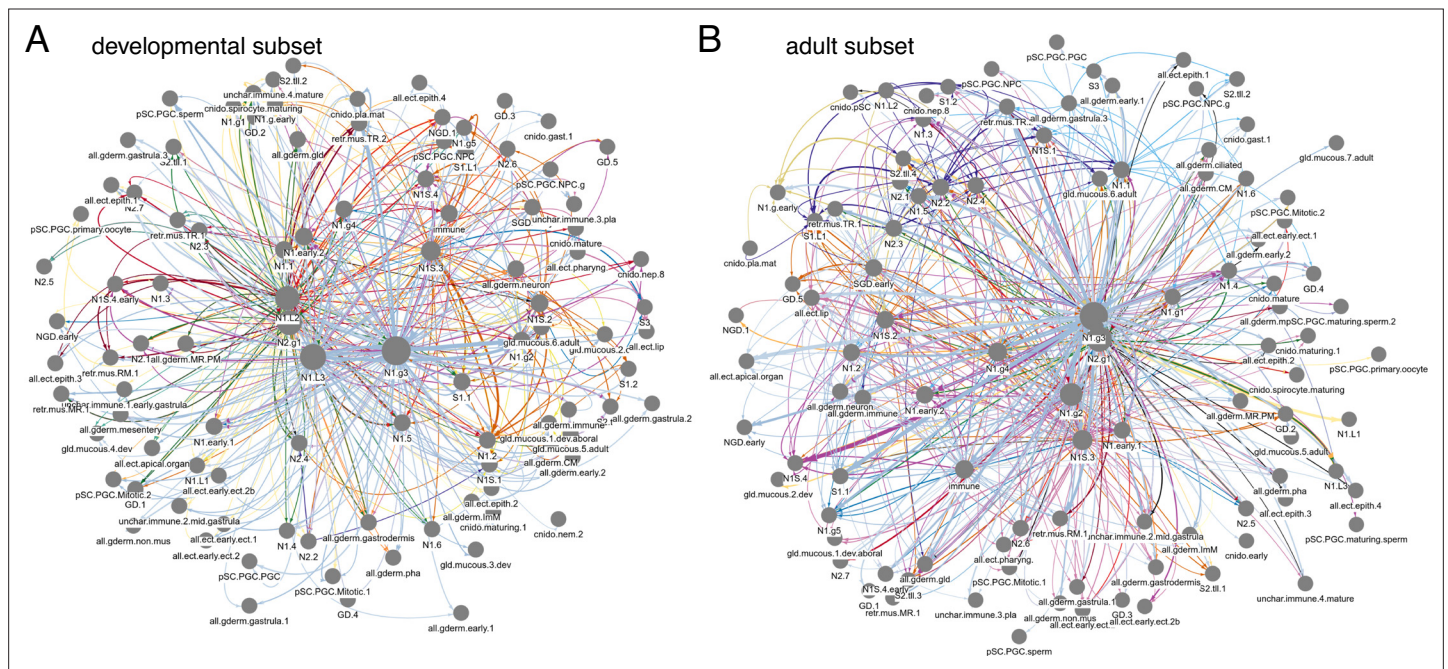 A developmental subset
S2.tll.2
unchar.immune.4.mature
all.ect.epith.4
pSC.PGC.sperm
cnido.spirocyte.maturing
cnido.pla.mat
GD.3
N1.g1
N1.g.early
GD.2
retr.mus.TR.2
NGD.1
N1.g5
cnido.gast.1
all.gderm.gastrula.3
S2.tll.1
all.gderm.gld
pSC.PGC.NPC
S1.L1
N2.6
GD.5
all.ect.epith.1
N2.7
N1S.4
pSC.PGC.NPC.g
pSC.PGC.primary.oocyte
retr.mus.TR.1
N2.3
N1.g4
immune
SGD
unchar.immune.3.pla
N1.early.2
N1.1
N1S.3
cnido.mature
all.ect.pharyng.
N2.5
cnido.nep.8
N1S.4.early
N1.3
all.gderm.neuron
N1.L2
N2.g1
N1S.2
S3
NGD.early
N2.1
all.gderm.MR.PM
gld.mucous.6.adult
N1.g2
all.ect.lip
all.ect.epith.3
retr.mus.RM.1
N1.L3
N1.g3
S1.1
S1.2
retr.mus.MR.1
unchar.immune.1.early.gastrula
all.gderm.gastrula.2
all.gderm.mesentery
N1.early.1
N1.5
all.gderm.immune
gld.mucous.4.dev
N2.4
gld.mucous.1.dev.aboral
N1.2
gld.mucous.5.adult
all.ect.apical.organ
N1.L1
all.gderm.CM
all.gderm.early.2
N1S.1
pSC.PGC.Mitotic.2
GD.1
all.ect.early.ect.2b
all.ect.epith.2
unchar.immune.2.mid.gastrula
all.gderm.ImM
cnido.maturing.1
all.gderm.non.mus
all.ect.early.ect.1
all.ect.early.ect.2
N1.4
N2.2
all.gderm.gastrodermis
N1.6
cnido.nem.2
pSC.PGC.PGC
all.gderm.pha
gld.mucous.3.dev
pSC.PGC.Mitotic.1
GD.4
all.gderm.gastrula.1
all.gderm.early.1
B adult subset
pSC.PGC.PGC
all.ect.epith.1
pSC.PGC.NPC
S3
S2.tll.2
cnido.pSC
N1.L2
S1.2
cnido.nep.8
all.gderm.early.1
pSC.PGC.NPC.g
N1.3
all.gderm.gastrula.3
cnido.gast.1
N1S.1
gld.mucous.7.adult
S2.tll.4
all.gderm.ciliated
N1.1
all.gderm.CM
N1.6
N1.g.early
N2.1
N1.5
N2.2
N2.4
gld.mucous.6.adult
retr.mus.TR.1
S1.L1
pSC.PGC.Mitotic.2
N2.3
all.ect.early.ect.1
all.gderm.early.2
cnido.pla.mat
SGD.early
N1.4
GD.4
GD.5
all.ect.lip
cnido.mature
N1.g1
NGD.1
N1S.2
N1.g3
N2.g1
cnido.maturing.1
all.ect.epith.2
all.ect.apical.organ
N1.2
N1.g4
pSC.PGC.primary.oocyte
cnido.spirocyte.maturing
all.gderm.neuron
all.gderm.immune
N1.early.2
N1.g2
all.gderm.MR.PM
GD.2
N1.L1
NGD.early
N1.early.1
N1S.3
gld.mucous.5.adult
N1S.4
gld.mucous.2.dev
S1.1
immune
N1.L3
all.gderm.pha
all.ect.epith.3
all.ect.epith.4
N1.g5
N2.5
pSC.PGC.maturing.sperm
N2.6
retr.mus.RM.1
unchar.immune.2.mid.gastrula
gld.mucous.1.dev.aboral
cnido.early
N2.7
all.ect.pharyng.
all.gderm.ImM
all.gderm.gld
all.gderm.gastrodermis
pSC.PGC.Mitotic.1
N1S.4.early
S2.tll.3
S2.tll.1
GD.1
retr.mus.MR.1
unchar.immune.3.pla
all.gderm.gastrula.1
all.gderm.non.mus
GD.3
all.ect.early.ect.2b
unchar.immune.4.mature
pSC.PGC.sperm